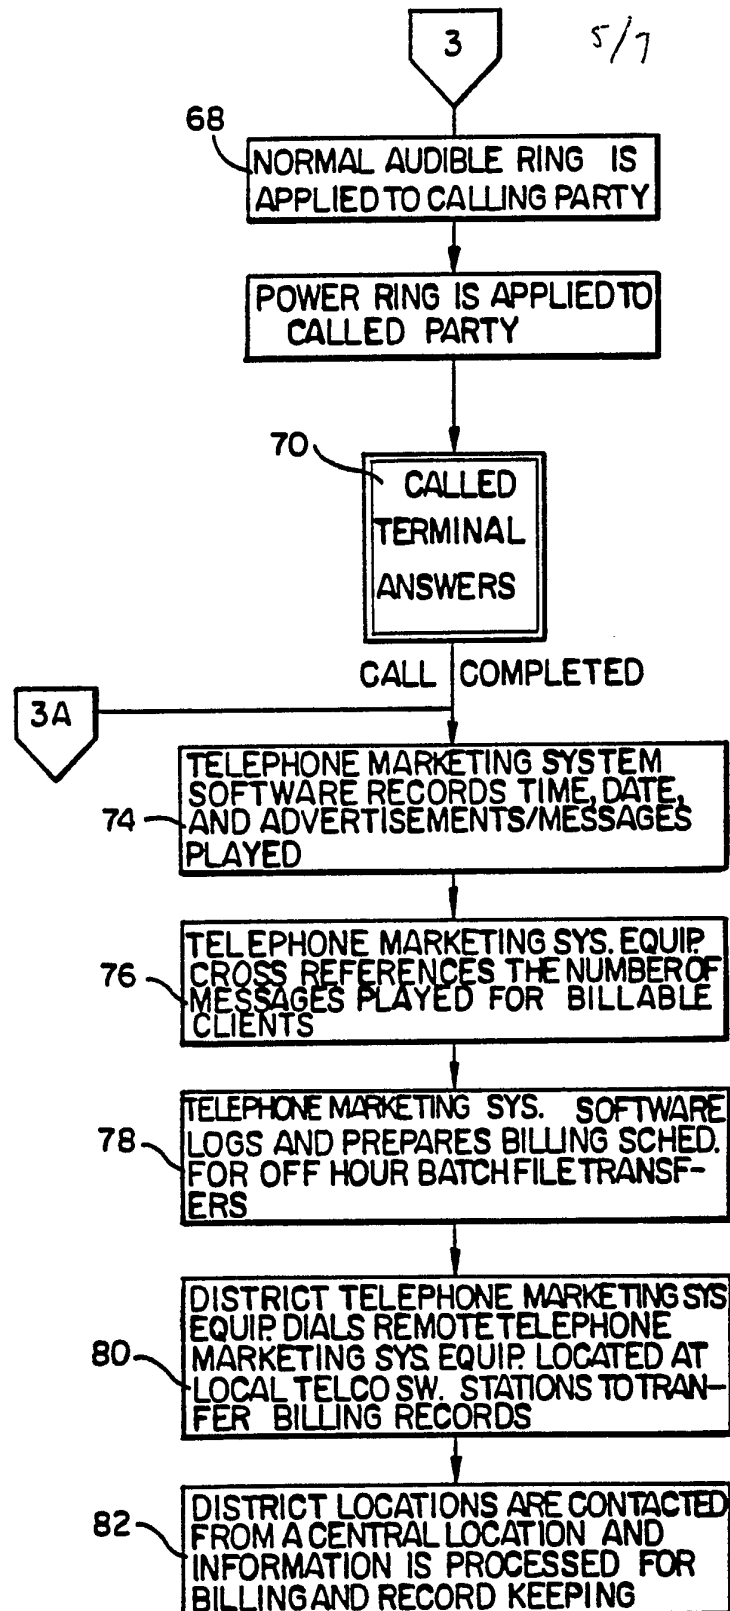 3
5/7
68
NORMAL AUDIBLE RING IS
APPLIED TO CALLING PARTY
POWER RING IS APPLIED TO
CALLED PARTY
70
CALLED
TERMINAL
ANSWERS
CALL COMPLETED
3A
TELEPHONE MARKETING SYSTEM
SOFTWARE RECORDS TIME, DATE,
74
AND ADVERTISEMENTS/MESSAGES
PLAYED
TELEPHONE MARKETING SYS. EQUIP.
CROSS REFERENCES THE NUMBER OF
76
MESSAGES PLAYED FOR BILLABLE
CLIENTS
TELEPHONE MARKETING SYS. SOFTWARE
78
LOGS AND PREPARES BILLING SCHED.
FOR OFF HOUR BATCH FILE TRANSF-
ERS
DISTRICT TELEPHONE MARKETING SYS
EQUIP. DIALS REMOTE TELEPHONE
80
MARKETING SYS. EQUIP. LOCATED AT
LOCAL TELCO SW. STATIONS TO TRAN-
FER BILLING RECORDS
DISTRICT LOCATIONS ARE CONTACTED
82
FROM A CENTRAL LOCATION AND
INFORMATION IS PROCESSED FOR
BILLING AND RECORD KEEPING